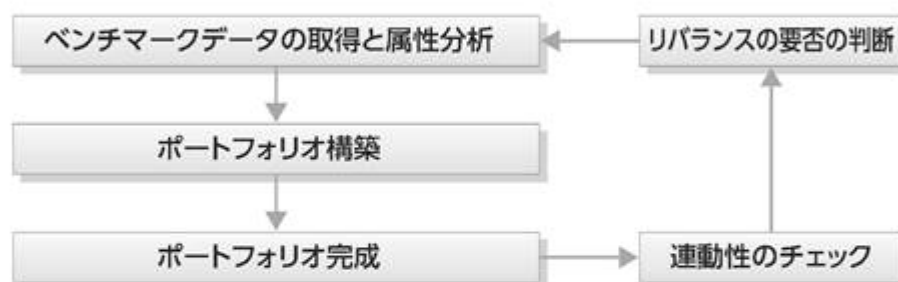 ベンチマークデータの取得と属性分析
リバランスの要否の判断
ポートフォリオ構築
ポートフォリオ完成
連動性のチェック